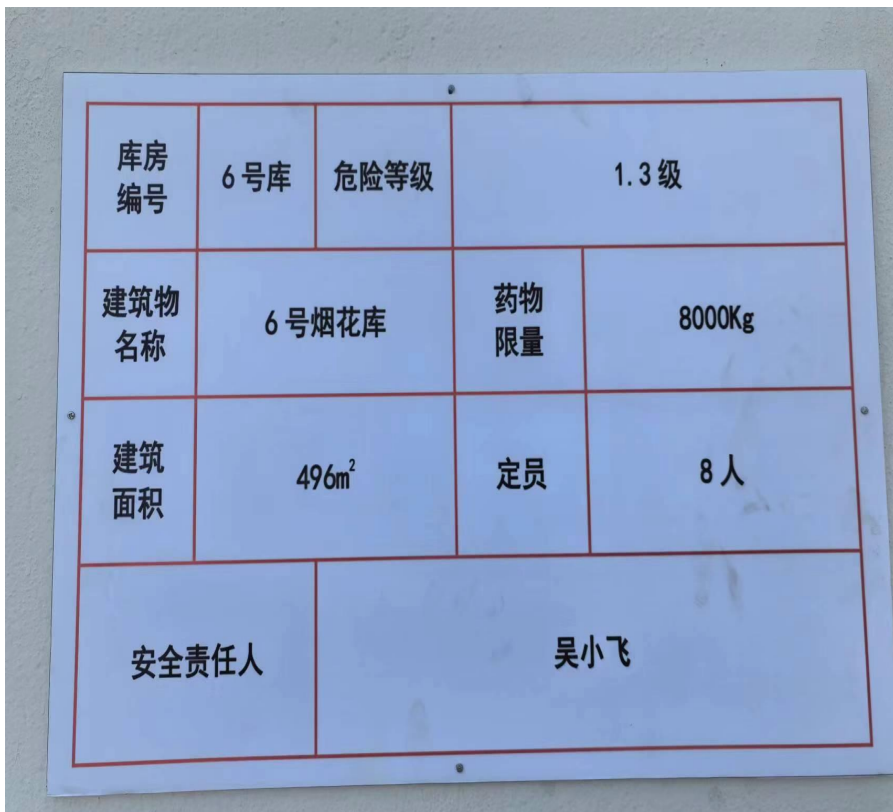 库房
编号
6号库
危险等级
1.3级
建筑物
名称
6号烟花库
药物
限量
8000Kg
建筑
面积
496m²
定员
8人
安全责任人
吴小飞